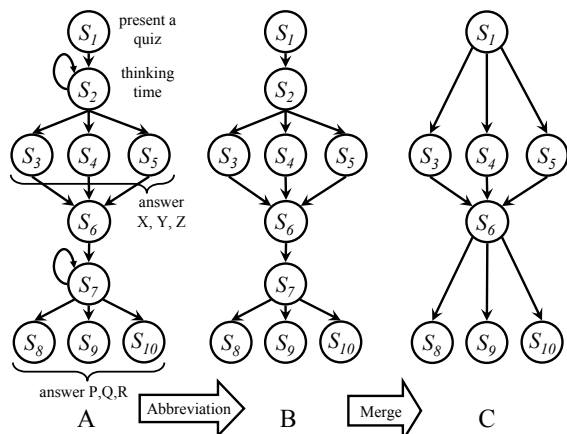 S1 present a quiz S1 S1
S2 thinking time S2
S3 S4 S5 S3 S4 S5 S3 S4 S5
answer X, Y, Z
S6 S6 S6
S7 S7
S8 S9 S10 S8 S9 S10 S8 S9 S10
answer P,Q,R
A Abbreviation B Merge C